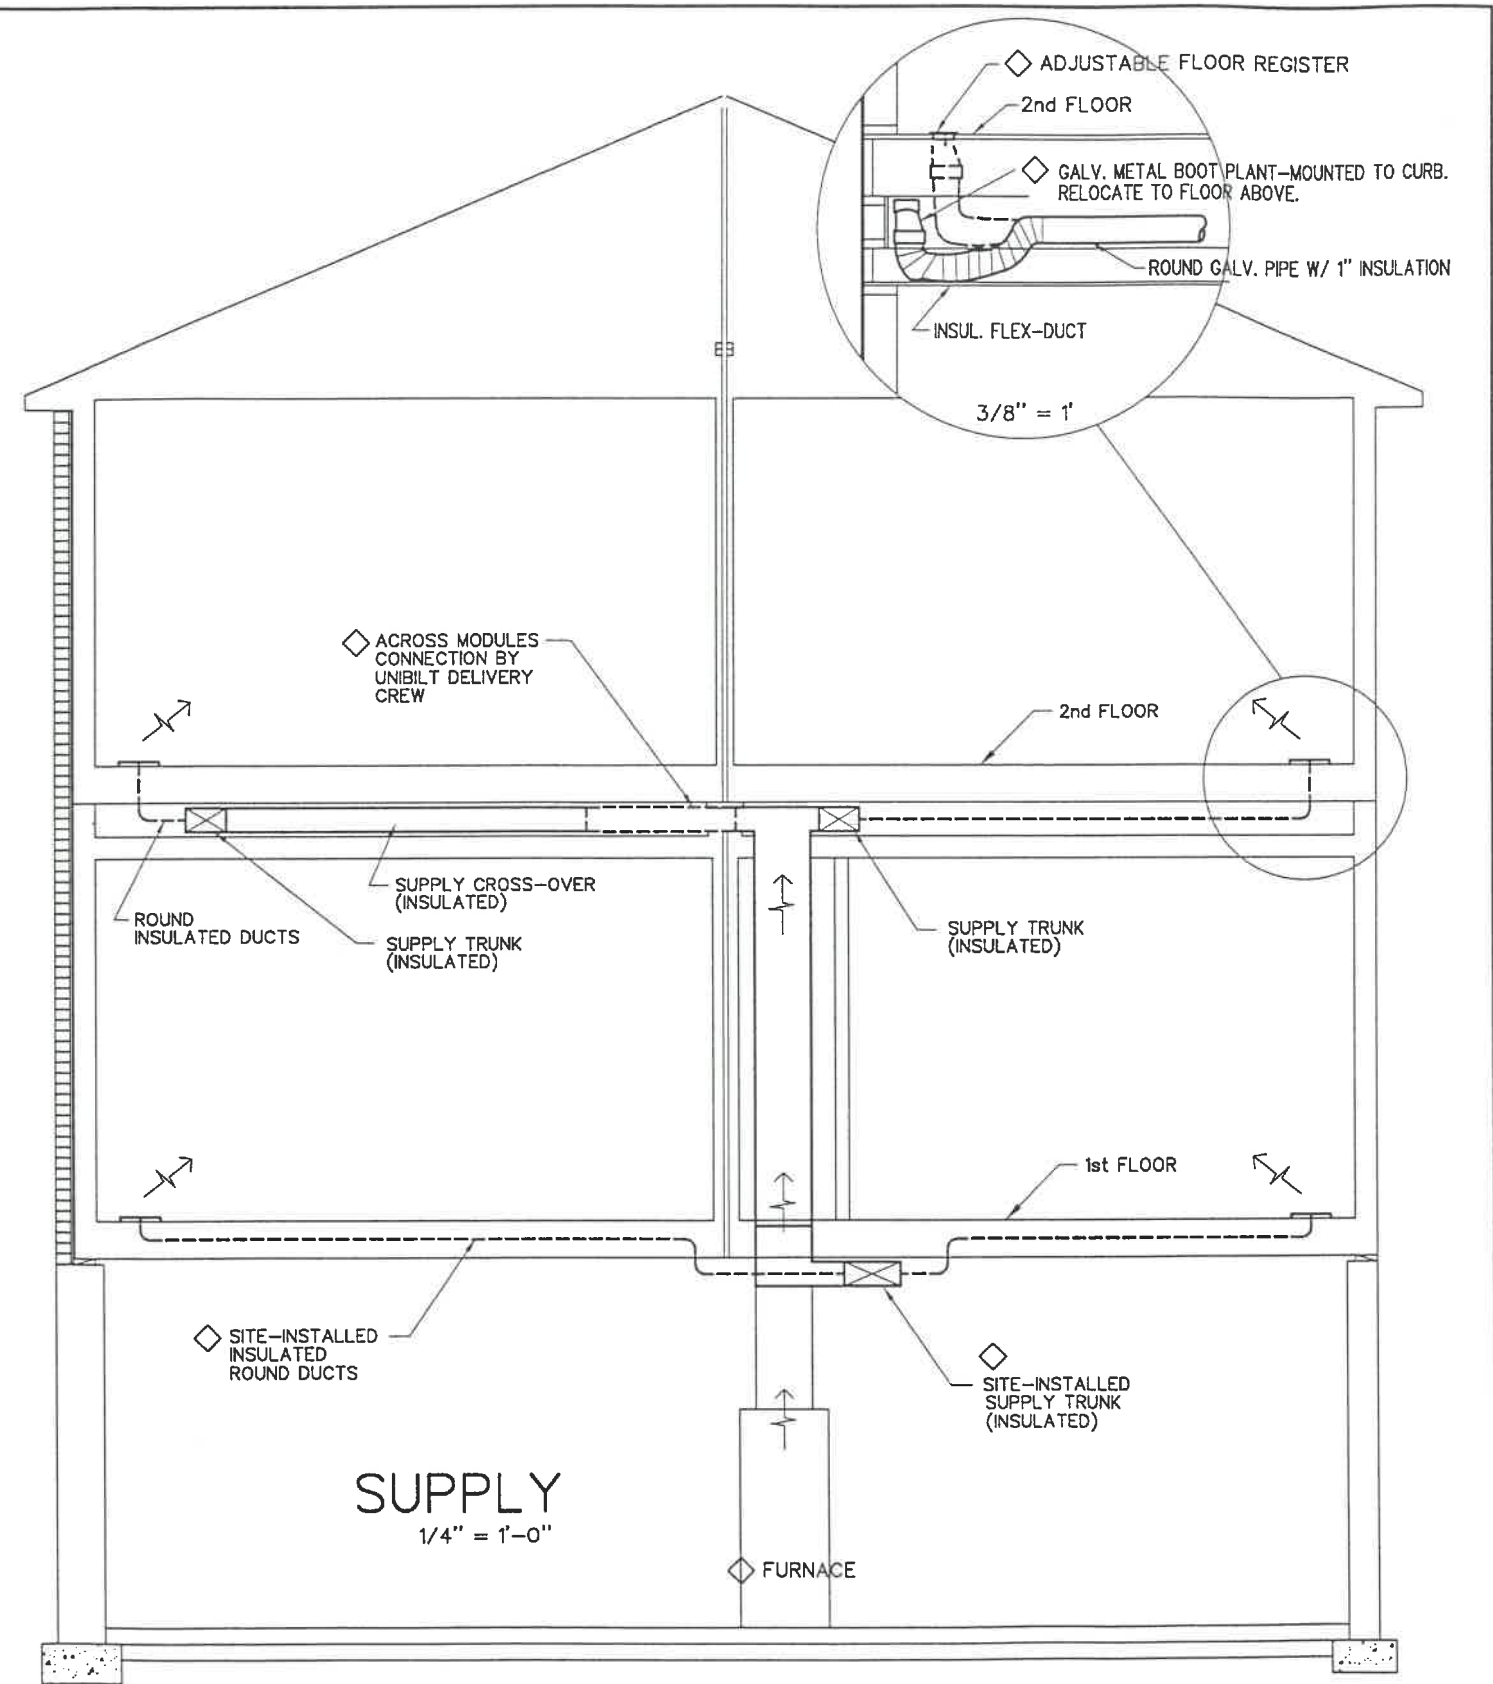 ADJUSTABLE FLOOR REGISTER
2nd FLOOR
GALV. METAL BOOT PLANT-MOUNTED TO CURB.
RELOCATE TO FLOOR ABOVE.
ROUND GALV. PIPE W/ 1" INSULATION
INSUL. FLEX-DUCT
3/8" = 1'
ACROSS MODULES
CONNECTION BY
UNIBILT DELIVERY
CREW
2nd FLOOR
SUPPLY CROSS-OVER
(INSULATED)
ROUND
INSULATED DUCTS
SUPPLY TRUNK
(INSULATED)
SUPPLY TRUNK
(INSULATED)
1st FLOOR
SITE-INSTALLED
INSULATED
ROUND DUCTS
SITE-INSTALLED
SUPPLY TRUNK
(INSULATED)
SUPPLY
1/4" = 1'-0"
FURNACE